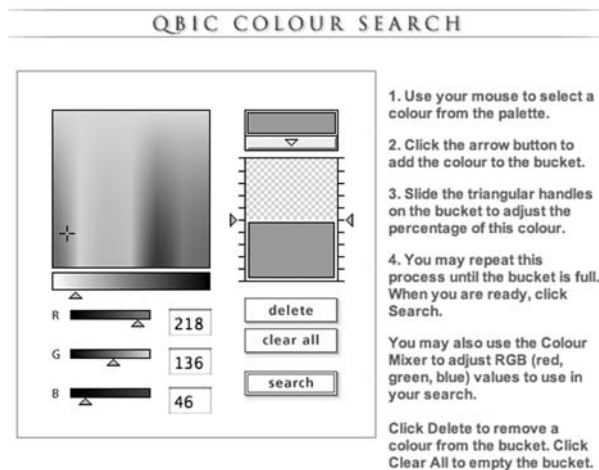 QBIC COLOUR SEARCH
1. Use your mouse to select a
colour from the palette.
2. Click the arrow button to
add the colour to the bucket.
3. Slide the triangular handles
on the bucket to adjust the
percentage of this colour.
4. You may repeat this
process until the bucket is full.
When you are ready, click
Search.
You may also use the Colour
Mixer to adjust RGB (red,
green, blue) values to use in
your search.
Click Delete to remove a
colour from the bucket. Click
Clear All to empty the bucket.
R 218
G 136
B 46
delete
clear all
search